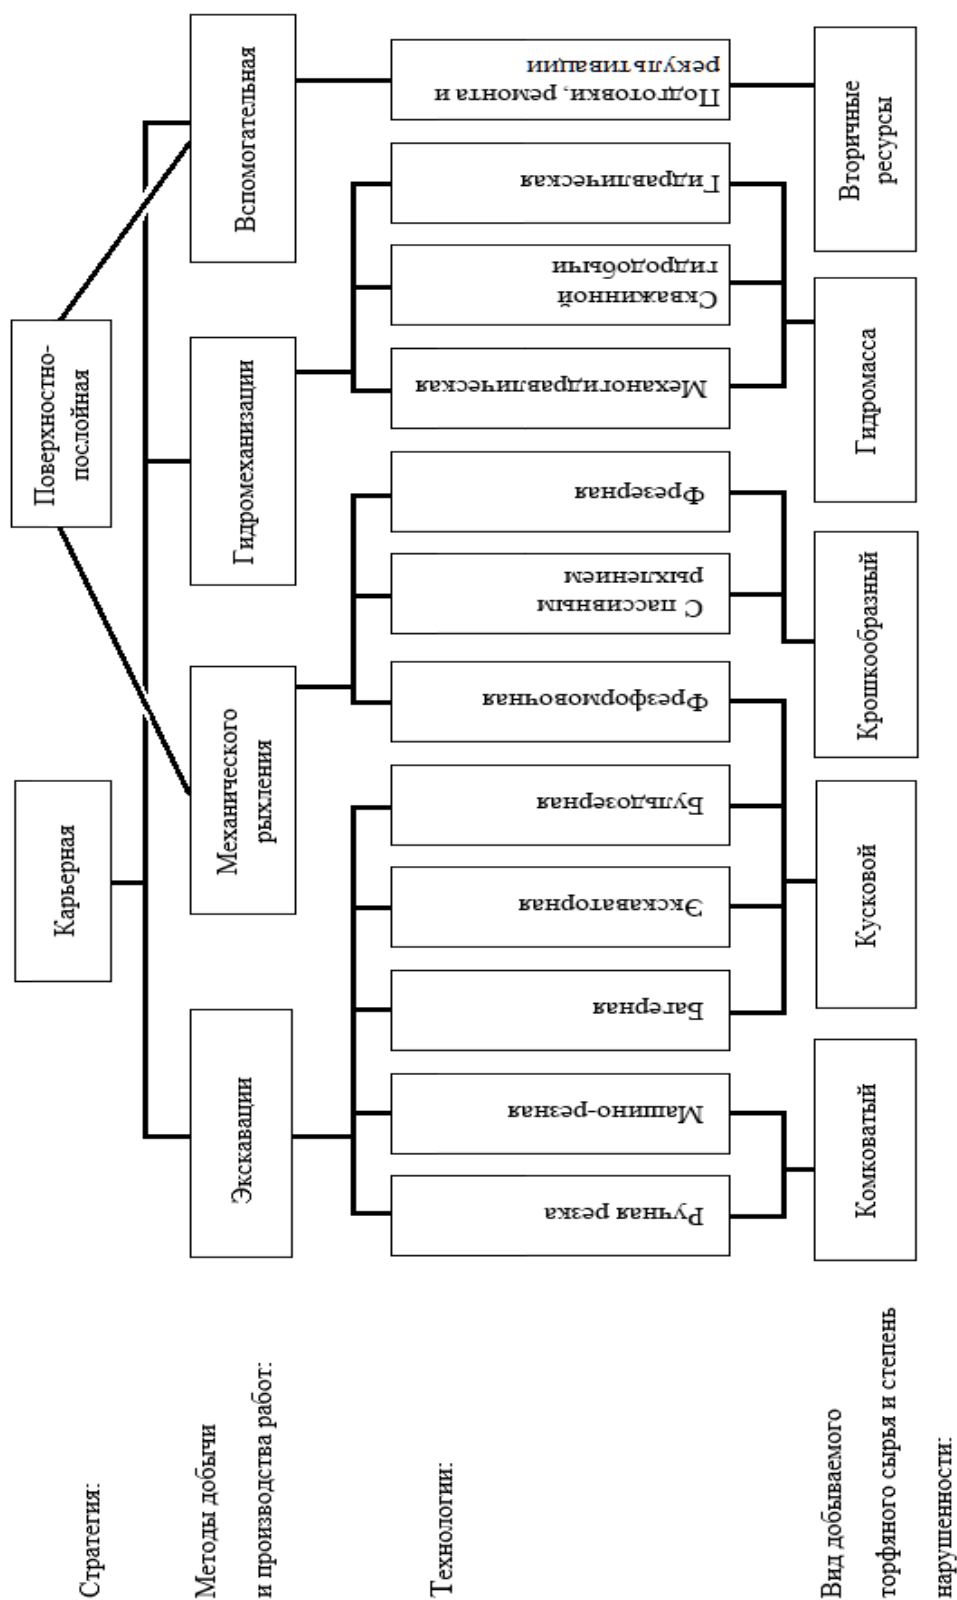 Стратегия:
Карьерная
Поверхностно-
послойная
Методы добычи
и производства работ:
Экскавации
Механического
рыхления
Гидромеханизации
Вспомогательная
Технологии:
Ручная резка
Машино-резная
Багерная
Экскаваторная
Бульдозерная
Фрезформовочная
С пассивным
рыхлением
Фрезерная
Механогидравлическая
Скважинной
гидродобычи
Гидравлическая
Подготовки, ремонта и
рекультивации
Вид добываемого
торфяного сырья и степень
нарушенности:
Комковатый
Кусковой
Крошкообразный
Гидромасса
Вторичные
ресурсы